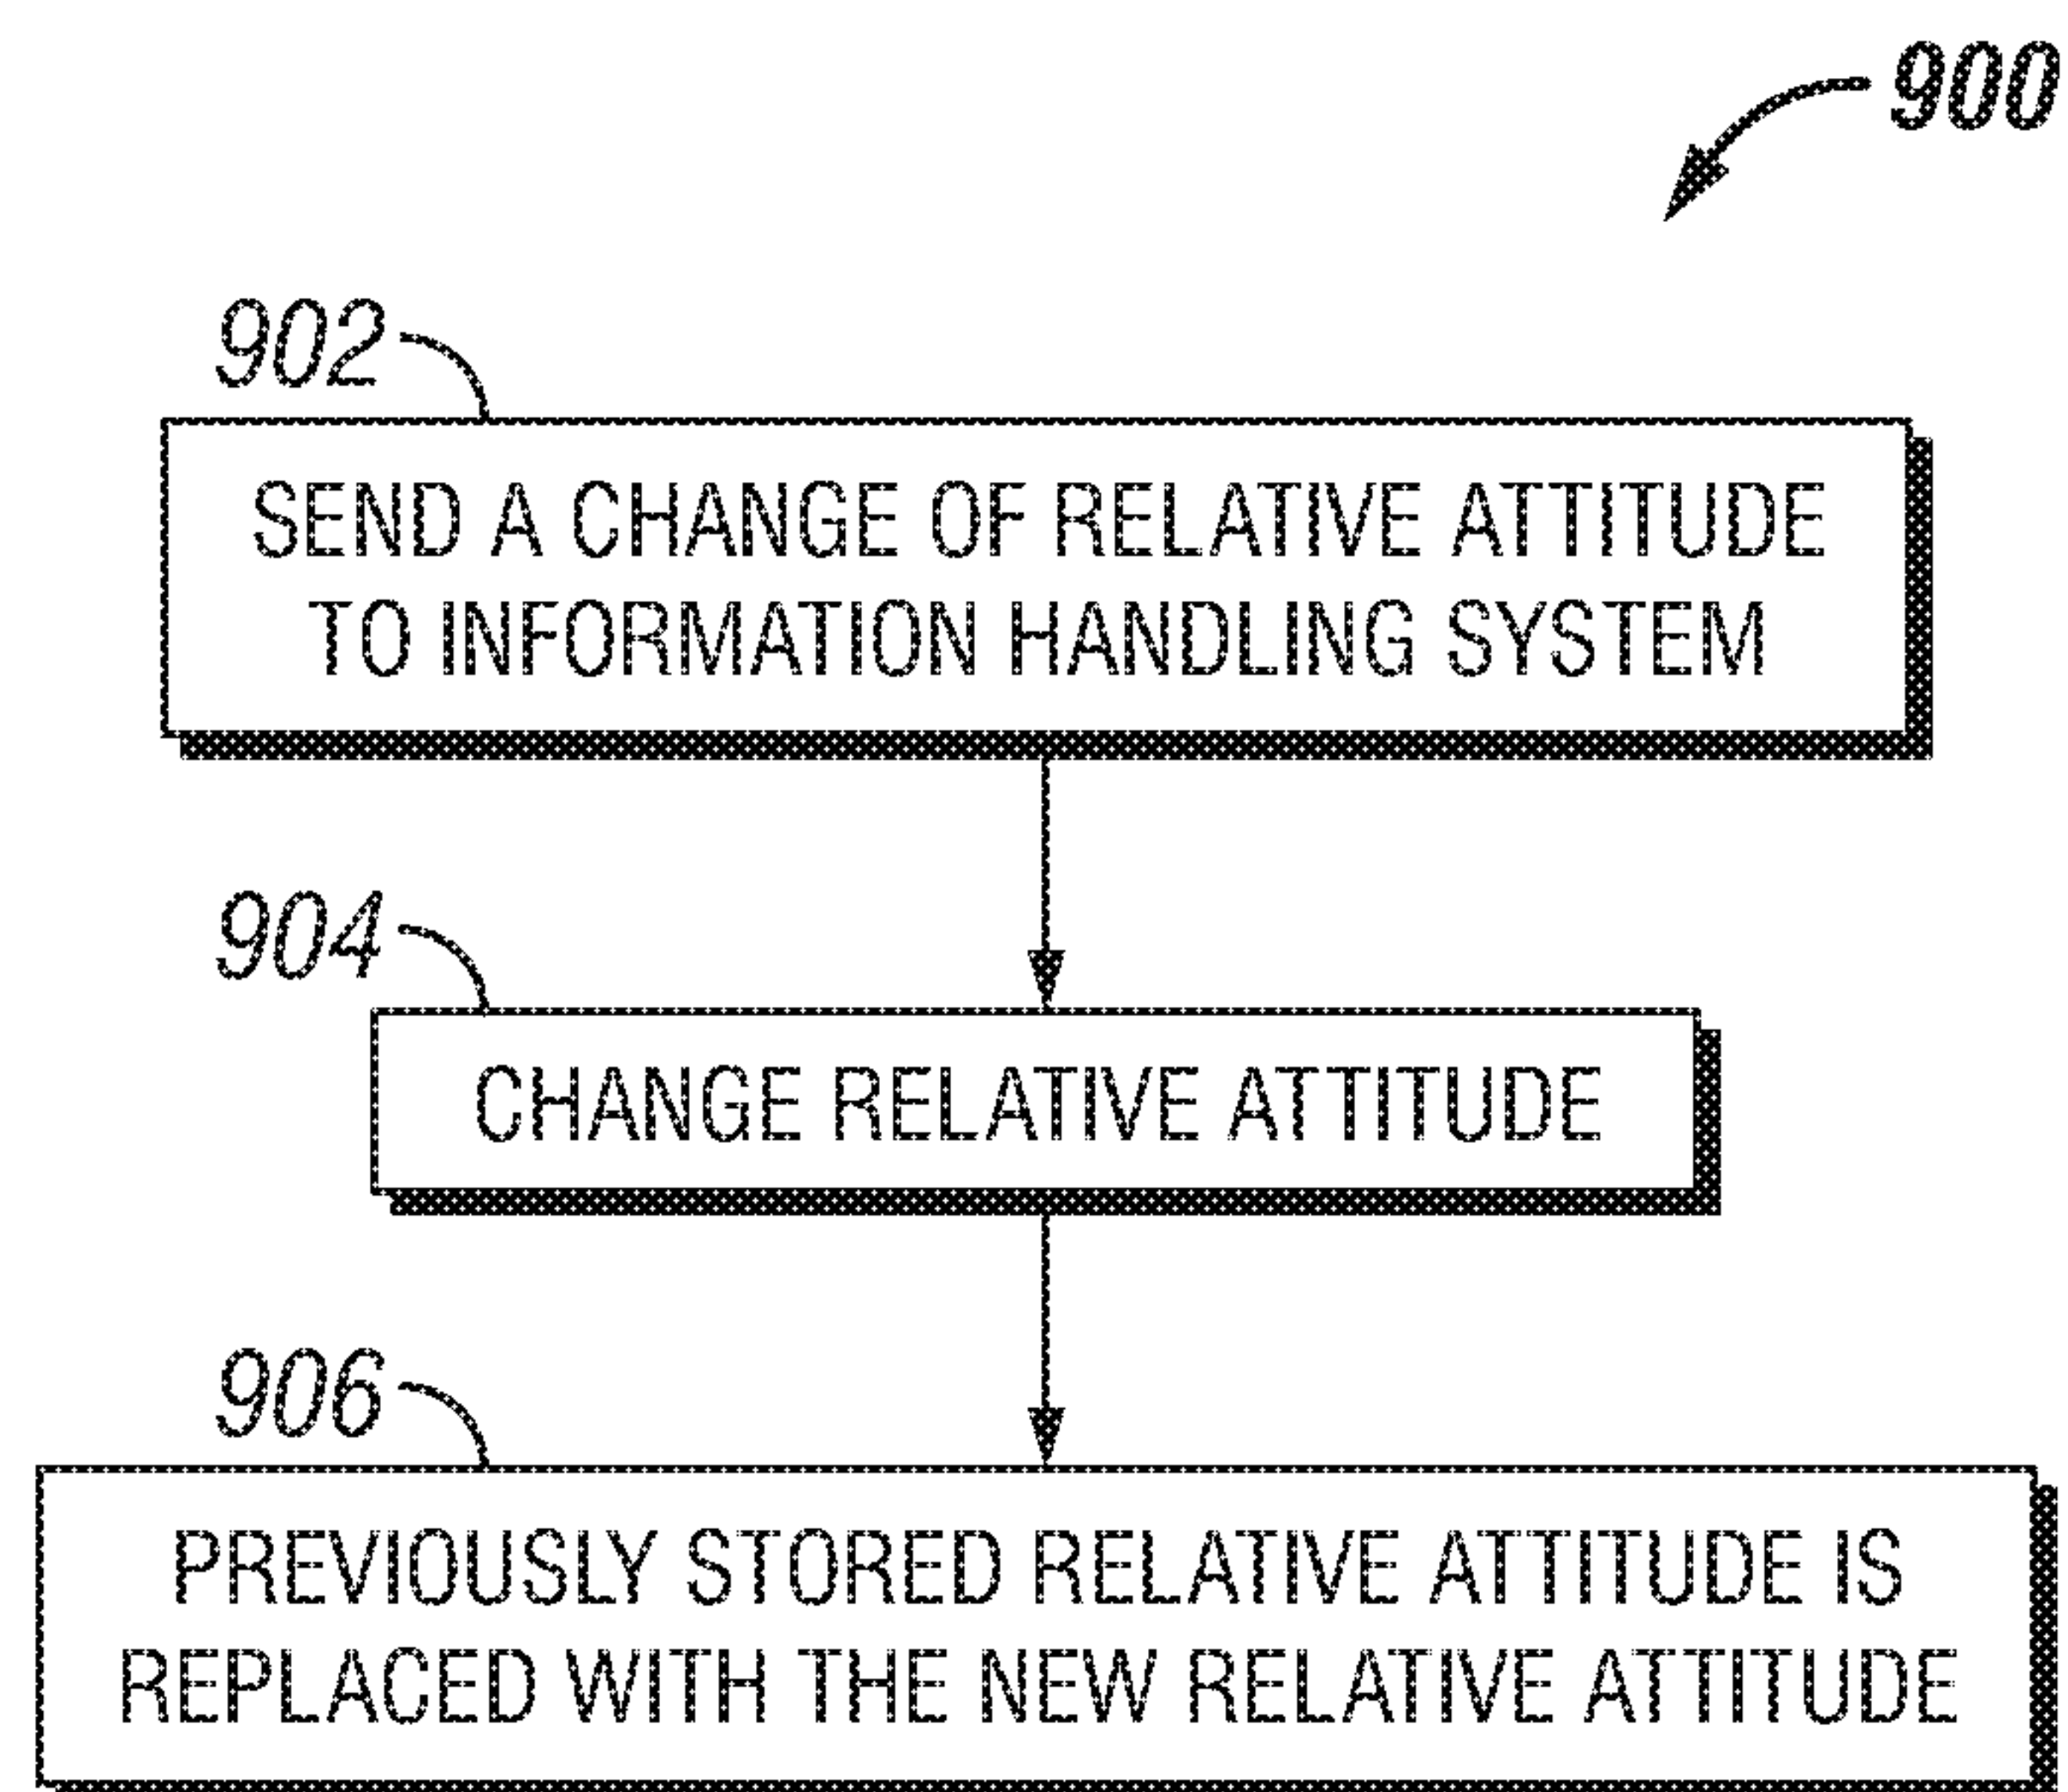 900
902
SEND A CHANGE OF RELATIVE ATTITUDE
TO INFORMATION HANDLING SYSTEM
904
CHANGE RELATIVE ATTITUDE
906
PREVIOUSLY STORED RELATIVE ATTITUDE IS
REPLACED WITH THE NEW RELATIVE ATTITUDE